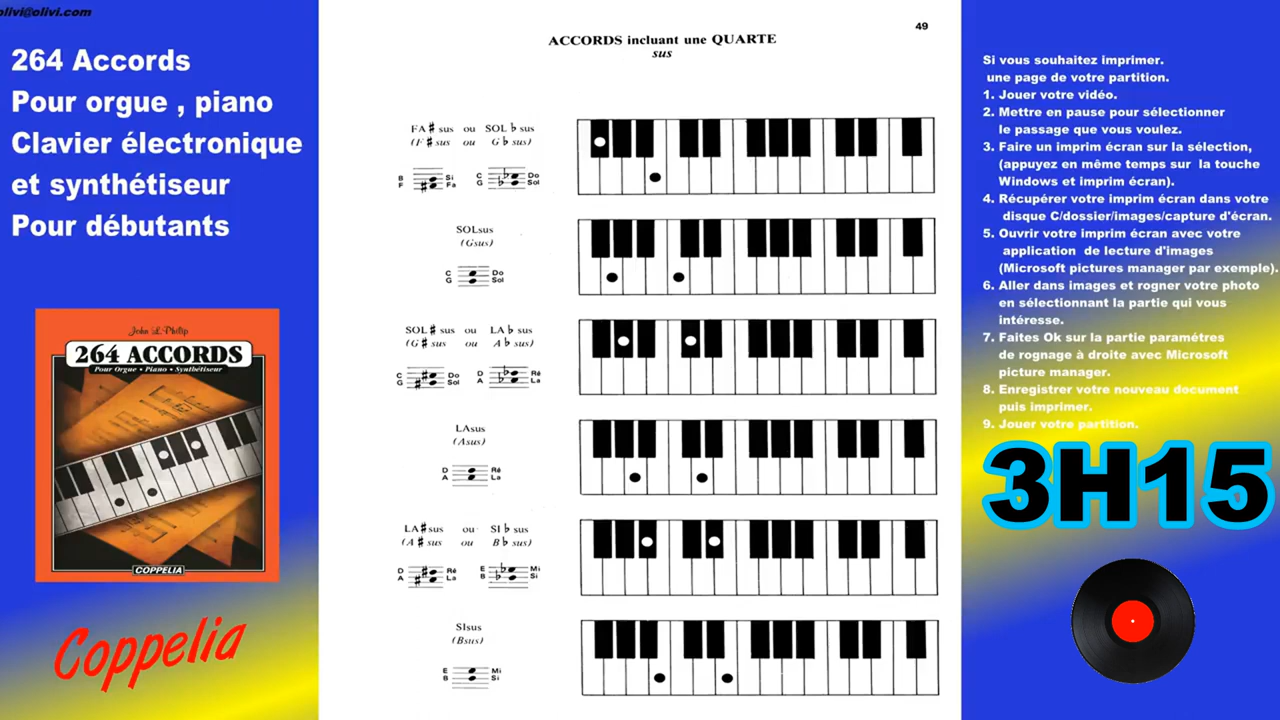 olivi@olivi.com
264 Accords
Pour orgue , piano
Clavier électronique
et synthétiseur
Pour débutants
John L. Philip
264 ACCORDS
Pour Orgue • Piano • Synthétiseur
COPPELIA
Coppelia
49
ACCORDS incluant une QUARTE
sus
FA ♯ sus ou SOL ♭ sus
(F ♯ sus ou G ♭ sus)
B Si C Do
F Fa G Sol
SOLsus
(Gsus)
C Do
G Sol
SOL ♯ sus ou LA ♭ sus
(G ♯ sus ou A ♭ sus)
C Do D Ré
G Sol A La
LAsus
(Asus)
D Ré
A La
LA♯ sus ou SI ♭ sus
(A ♯ sus ou B♭ sus)
D Ré E Mi
A La B Si
SIsus
(Bsus)
E Mi
B Si
Si vous souhaitez imprimer.
une page de votre partition.
1. Jouer votre vidéo.
2. Mettre en pause pour sélectionner
le passage que vous voulez.
3. Faire un imprim écran sur la sélection,
(appuyez en même temps sur la touche
Windows et imprim écran).
4. Récupérer votre imprim écran dans votre
disque C/dossier/images/capture d'écran.
5. Ouvrir votre imprim écran avec votre
application de lecture d'images
(Microsoft pictures manager par exemple).
6. Aller dans images et rogner votre photo
en sélectionnant la partie qui vous
intéresse.
7. Faites Ok sur la partie paramétres
de rognage à droite avec Microsoft
picture manager.
8. Enregistrer votre nouveau document
puis imprimer.
9. Jouer votre partition.
3H15